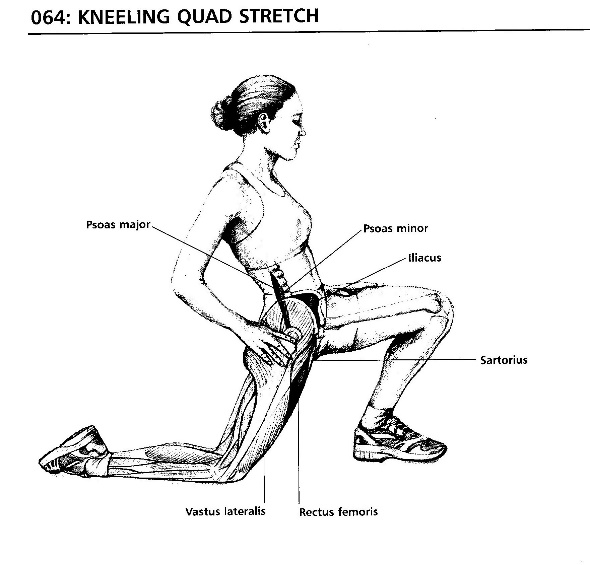 064: KNEELING QUAD STRETCH
Psoas major
Psoas minor
Iliacus
Sartorius
Vastus lateralis
Rectus femoris